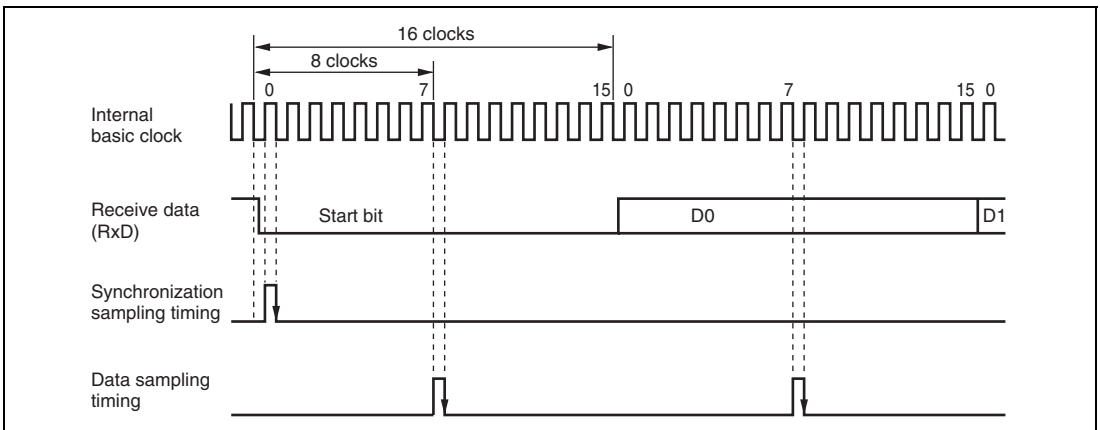 16 clocks
8 clocks
0 7 15 0 7 15 0
Internal
basic clock
Receive data
(RxD)
Start bit D0 D1
Synchronization
sampling timing
Data sampling
timing